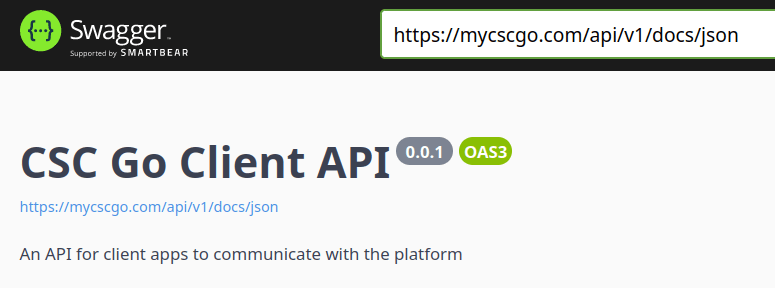 Swagger™
Supported by SMARTBEAR
https://mycscgo.com/api/v1/docs/json
CSC Go Client API 0.0.1 OAS3
https://mycscgo.com/api/v1/docs/json
An API for client apps to communicate with the platform